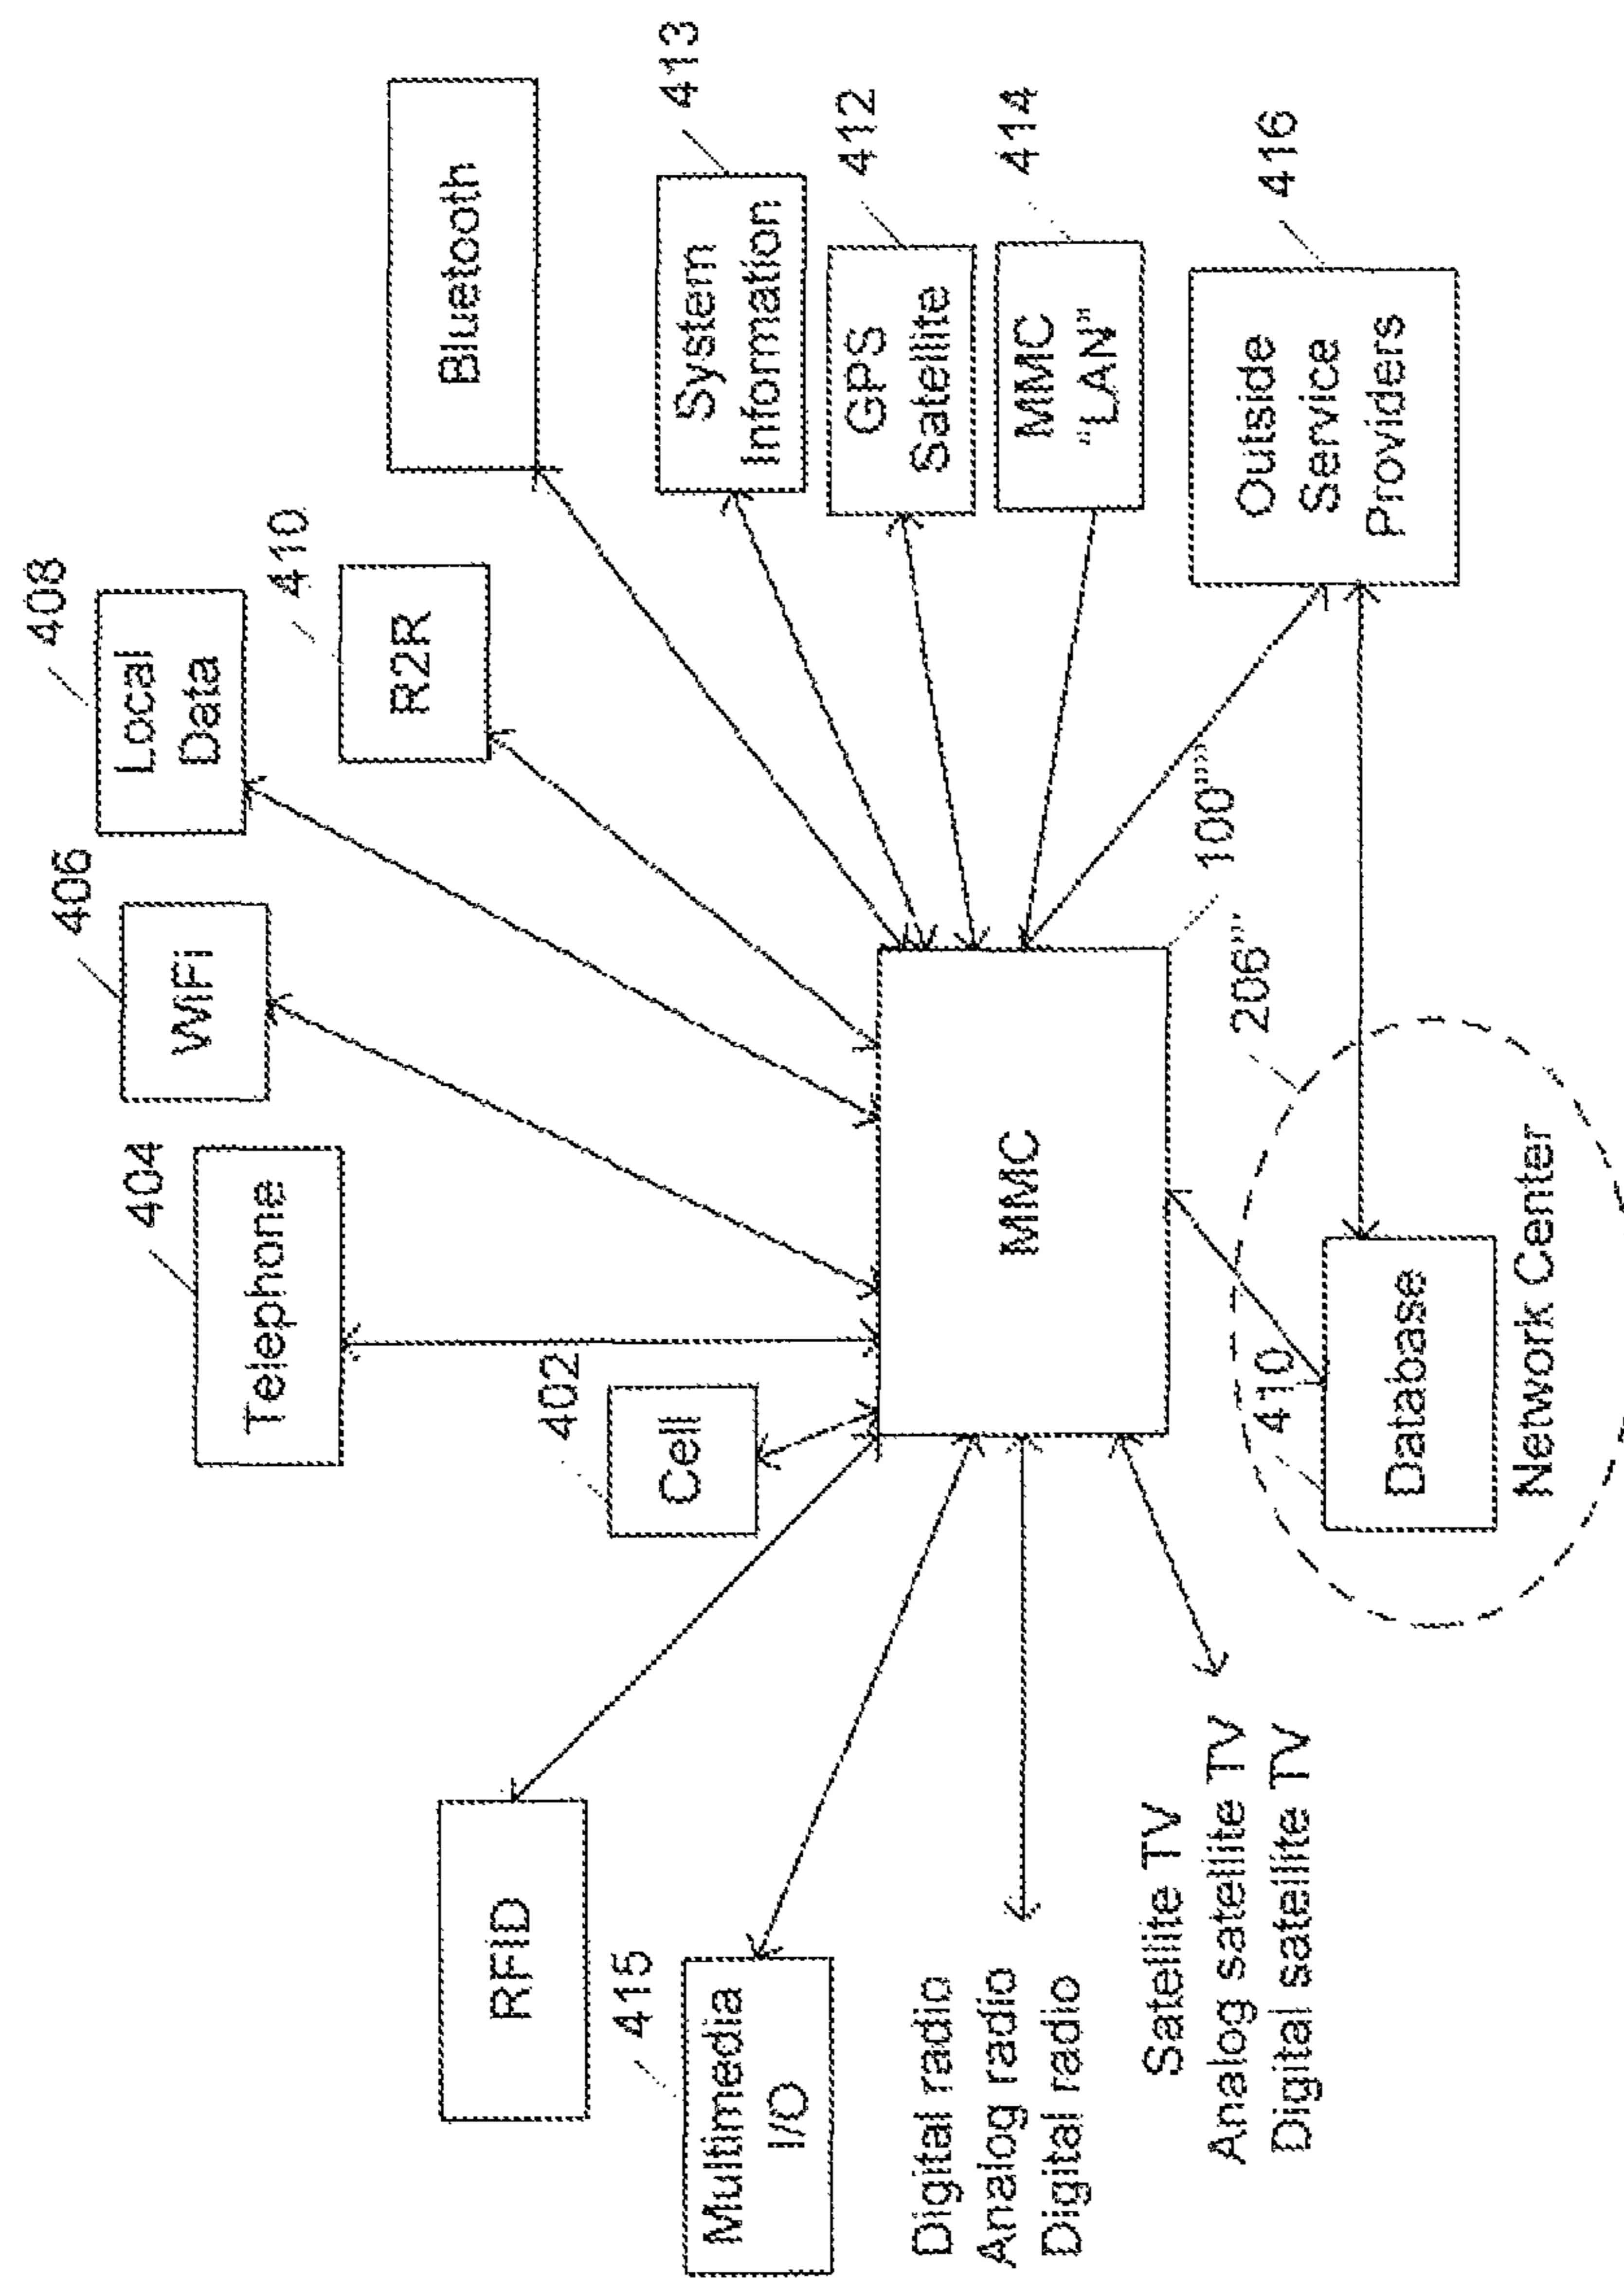 404
Telephone
406
WiFi
408
Local
Data
410
R2R
Bluetooth
402
Cell
RFID
415
Multimedia
I/O
System
Information
413
GPS
Satellite
412
MMC
"LAN"
414
MMC
100"""
Digital radio
Analog radio
Digital radio
Satellite TV
Analog satellite TV
Digital satellite TV
206"''
410
Database
Network Center
Outside
Service
Providers
416